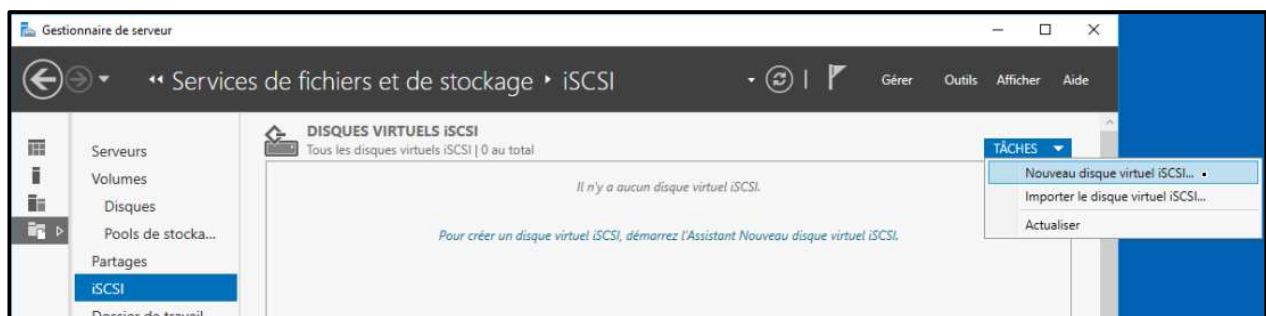 Gestionnaire de serveur
Services de fichiers et de stockage ‣ iSCSI
Gérer Outils Afficher Aide
Serveurs
Volumes
Disques
Pools de stocka...
Partages
iSCSI
Dossier de travail
DISQUES VIRTUELS iSCSI
Tous les disques virtuels iSCSI | 0 au total
TÂCHES
Il n'y a aucun disque virtuel iSCSI.
Pour créer un disque virtuel iSCSI, démarrez l'Assistant Nouveau disque virtuel iSCSI.
Nouveau disque virtuel iSCSI...
Importer le disque virtuel iSCSI...
Actualiser